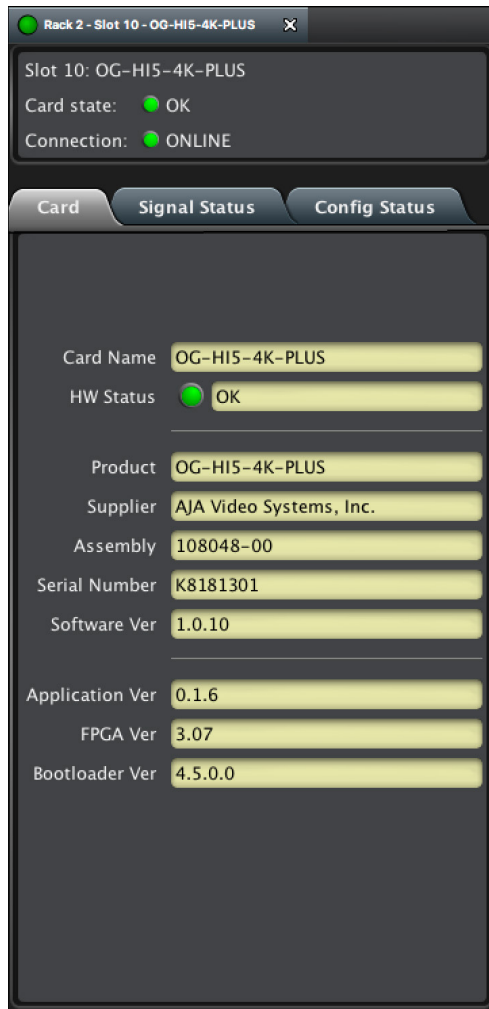 Rack 2 - Slot 10 - OG-HI5-4K-PLUS
Slot 10: OG-HI5-4K-PLUS
Card state: OK
Connection: ONLINE
Card Signal Status Config Status
Card Name OG-HI5-4K-PLUS
HW Status OK
Product OG-HI5-4K-PLUS
Supplier AJA Video Systems, Inc.
Assembly 108048-00
Serial Number K8181301
Software Ver 1.0.10
Application Ver 0.1.6
FPGA Ver 3.07
Bootloader Ver 4.5.0.0